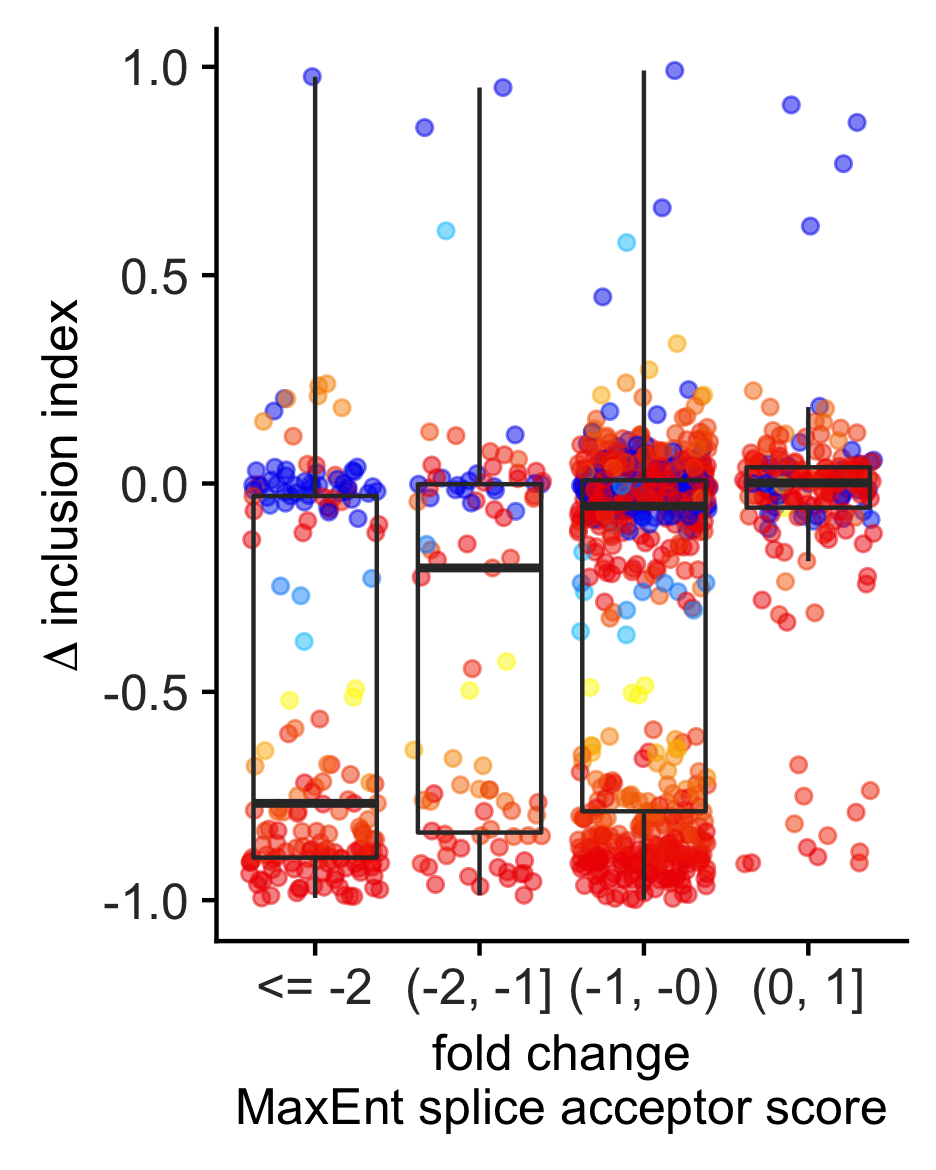 1.0
0.5
0.0
-0.5
-1.0
Δ inclusion index
<= -2 (-2, -1] (-1, -0) (0, 1]
fold change
MaxEnt splice acceptor score